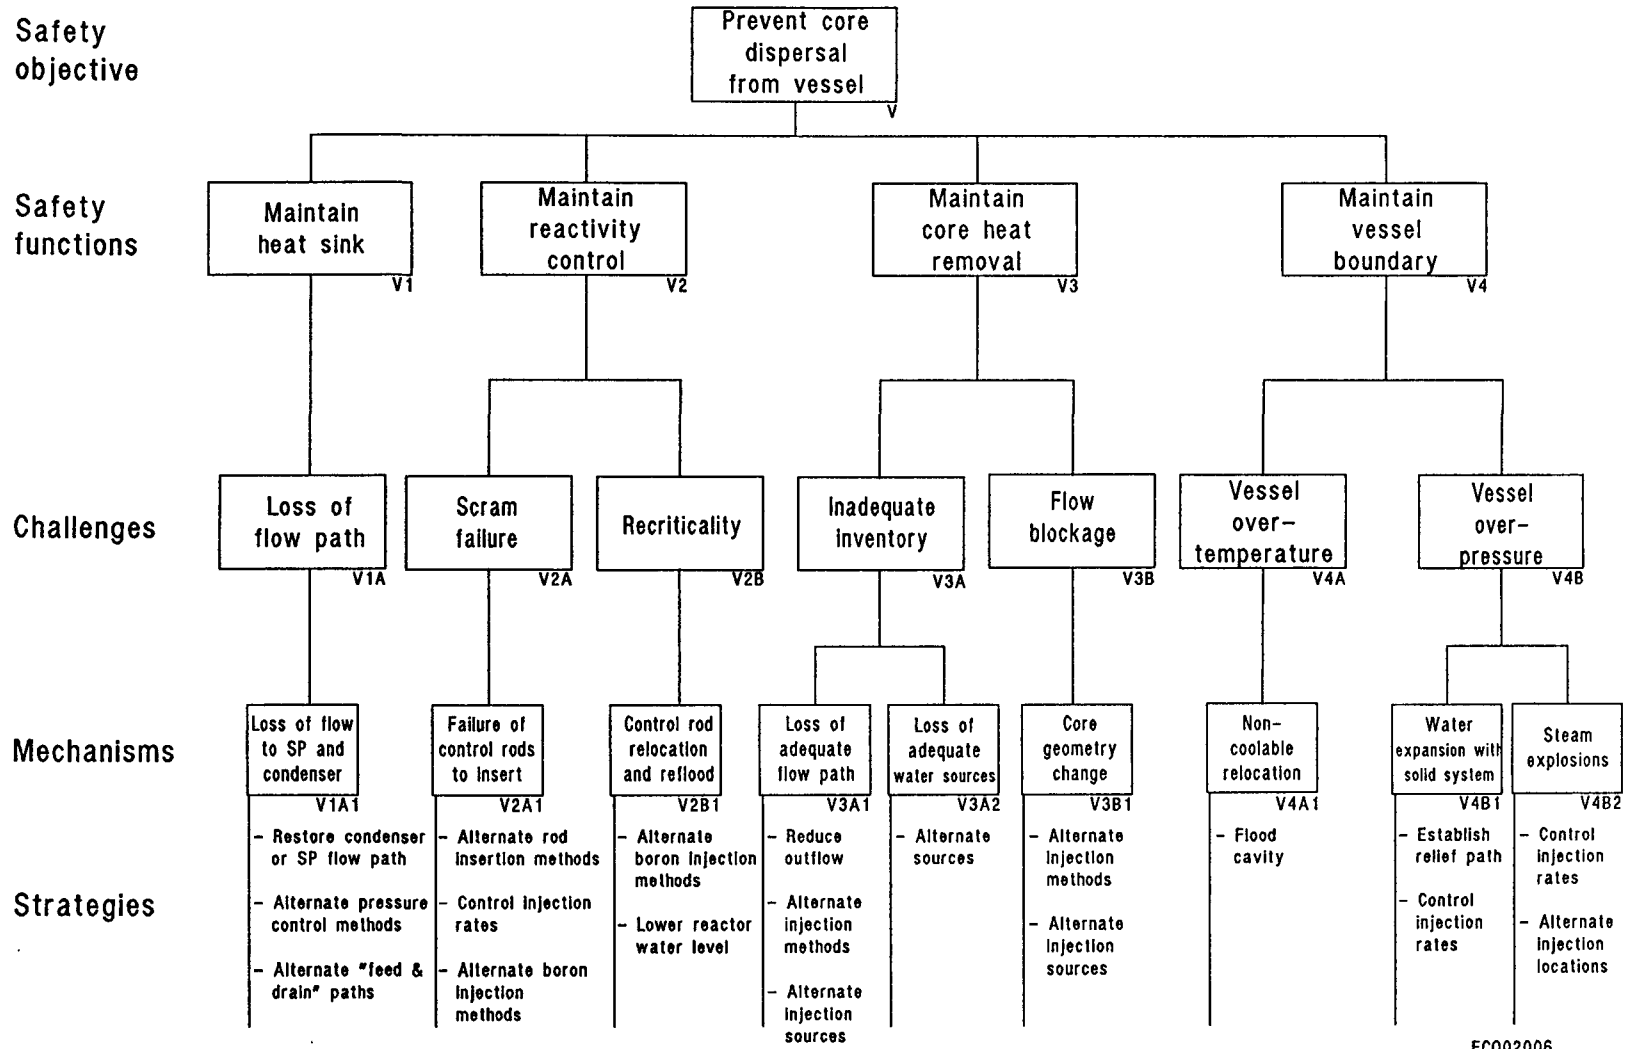 Safety
objective
Prevent core
dispersal
from vessel
V
Safety
functions
Maintain
heat sink
V1
Maintain
reactivity
control
V2
Maintain
core heat
removal
V3
Maintain
vessel
boundary
V4
Challenges
Loss of
flow path
V1A
Scram
failure
V2A
Recriticality
V2B
Inadequate
inventory
V3A
Flow
blockage
V3B
Vessel
over-
temperature
V4A
Vessel
over-
pressure
V4B
Mechanisms
Loss of flow
to SP and
condenser
V1A1
Failure of
control rods
to insert
V2A1
Control rod
relocation
and reflood
V2B1
Loss of
adequate
flow path
V3A1
Loss of
adequate
water sources
V3A2
Core
geometry
change
V3B1
Non-
coolable
relocation
V4A1
Water
expansion with
solid system
V4B1
Steam
explosions
V4B2
Strategies
- Restore condenser
or SP flow path
- Alternate pressure
control methods
- Alternate "feed &
drain" paths
- Alternate rod
insertion methods
- Control injection
rates
- Alternate boron
injection
methods
- Alternate
boron injection
methods
- Lower reactor
water level
- Reduce
outflow
- Alternate
injection
methods
- Alternate
injection
sources
- Alternate
sources
- Alternate
injection
methods
- Alternate
injection
sources
- Flood
cavity
- Establish
relief path
- Control
injection
rates
- Control
injection
rates
- Alternate
injection
locations